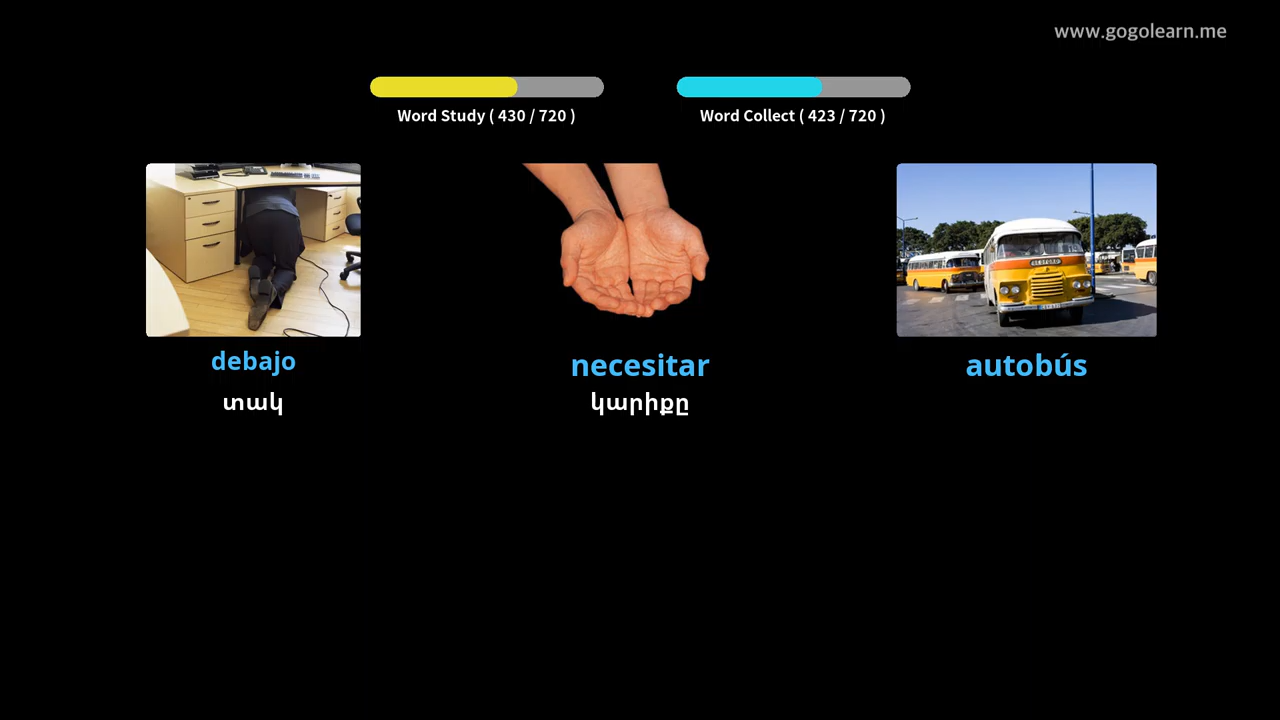 www.gogolearn.me
Word Study ( 430 / 720 )
Word Collect ( 423 / 720 )
debajo
տակ
necesitar
կարիքը
autobús